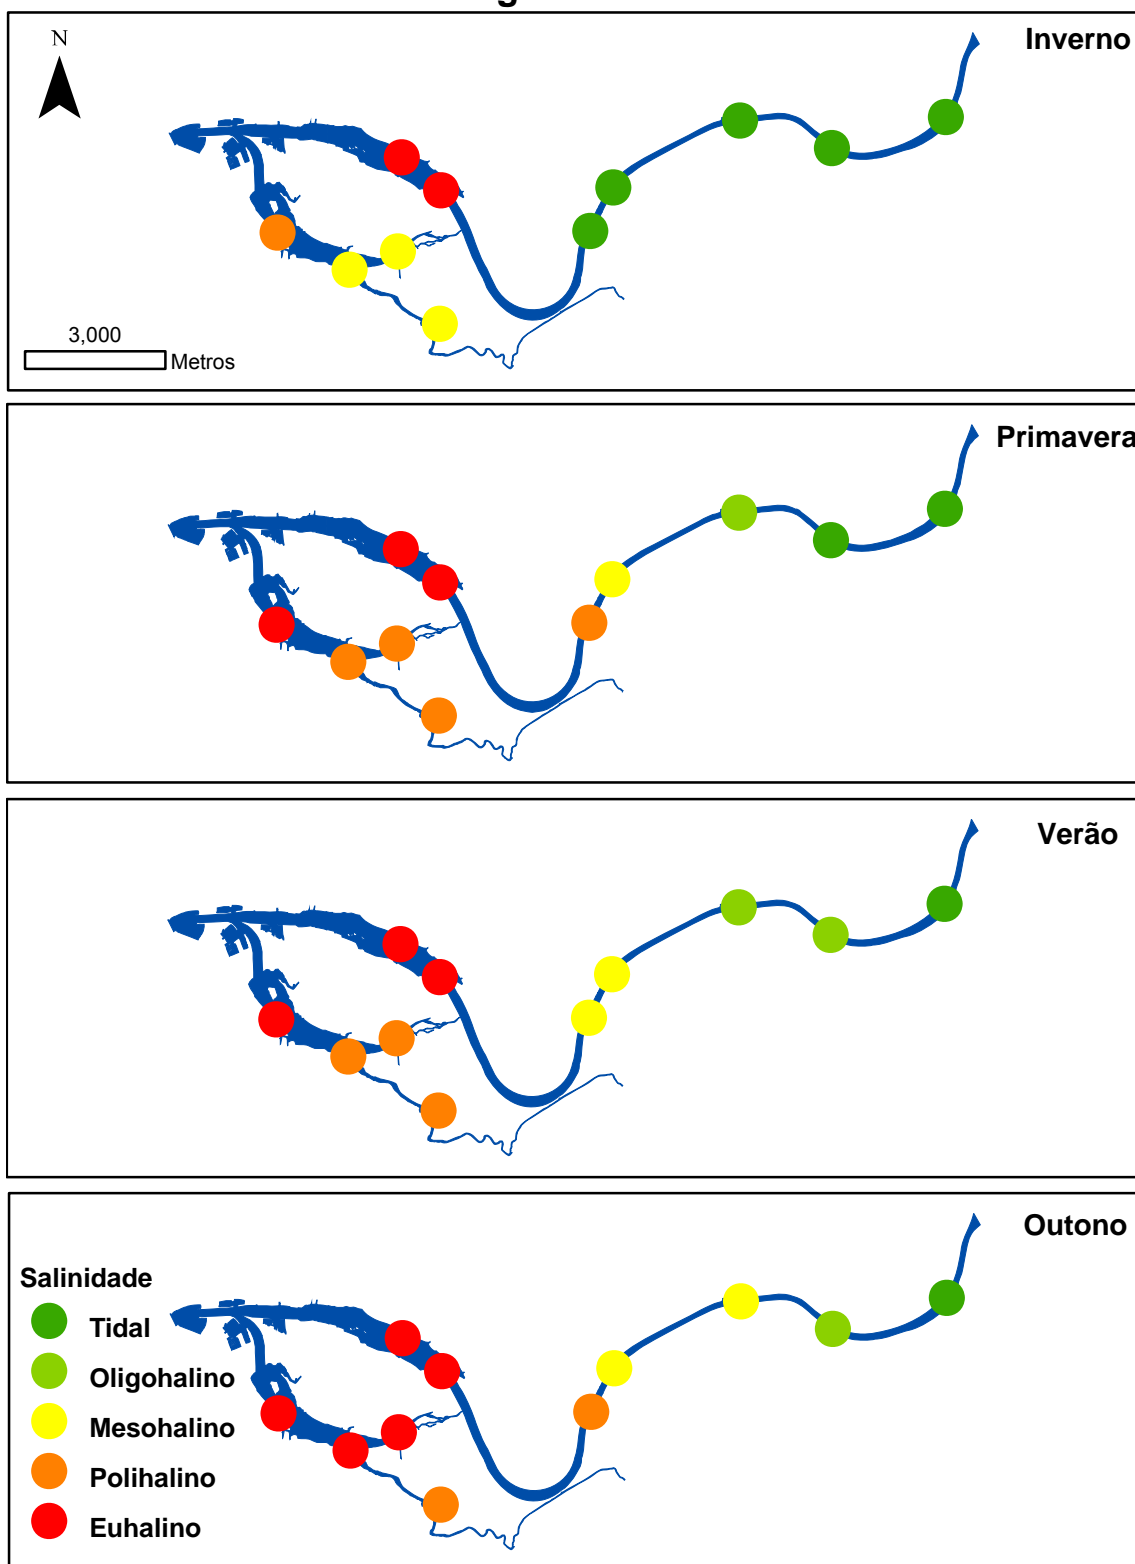 g
Inverno
N
3,000
Metros
Primavera
Verão
Outono
Salinidade
Tidal
Oligohalino
Mesohalino
Polihalino
Euhalino